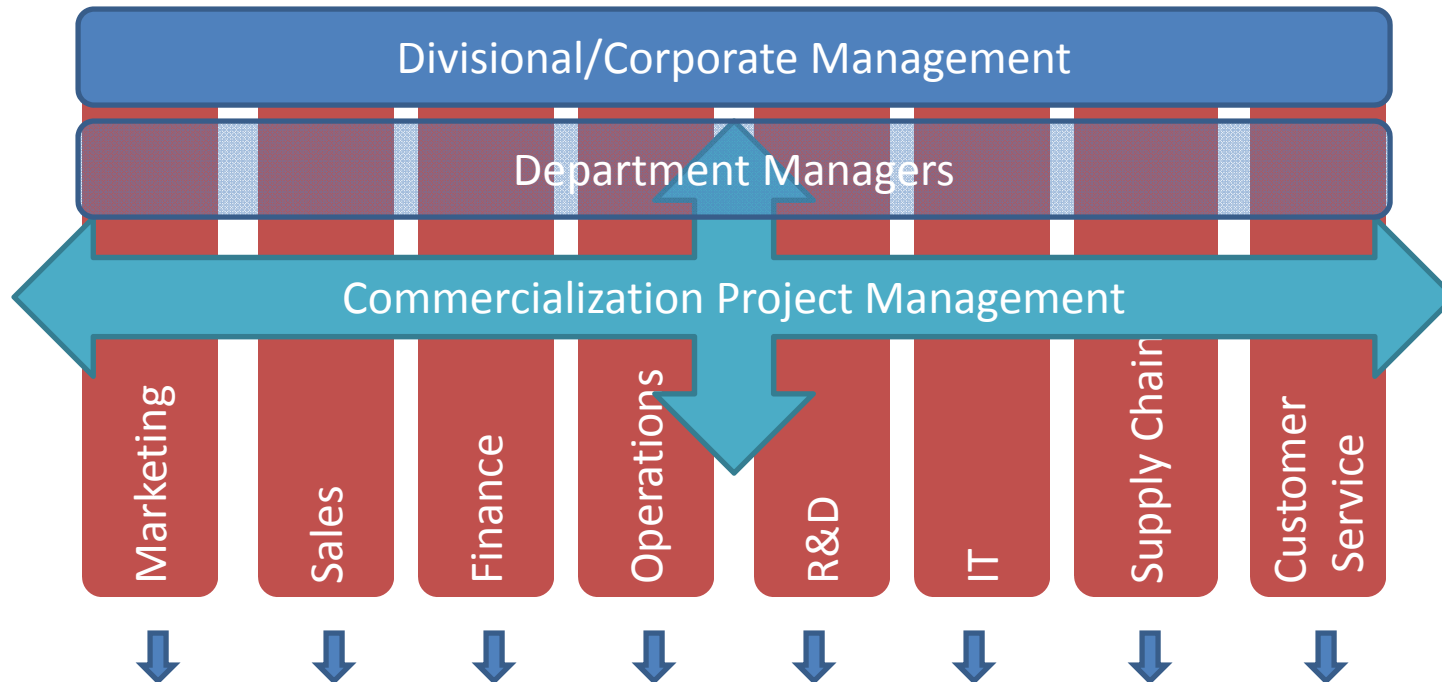 Divisional/Corporate Management
Department Managers
Commercialization Project Management
Marketing
Sales
Finance
Operations
R&D
IT
Supply Chain
Customer
Service